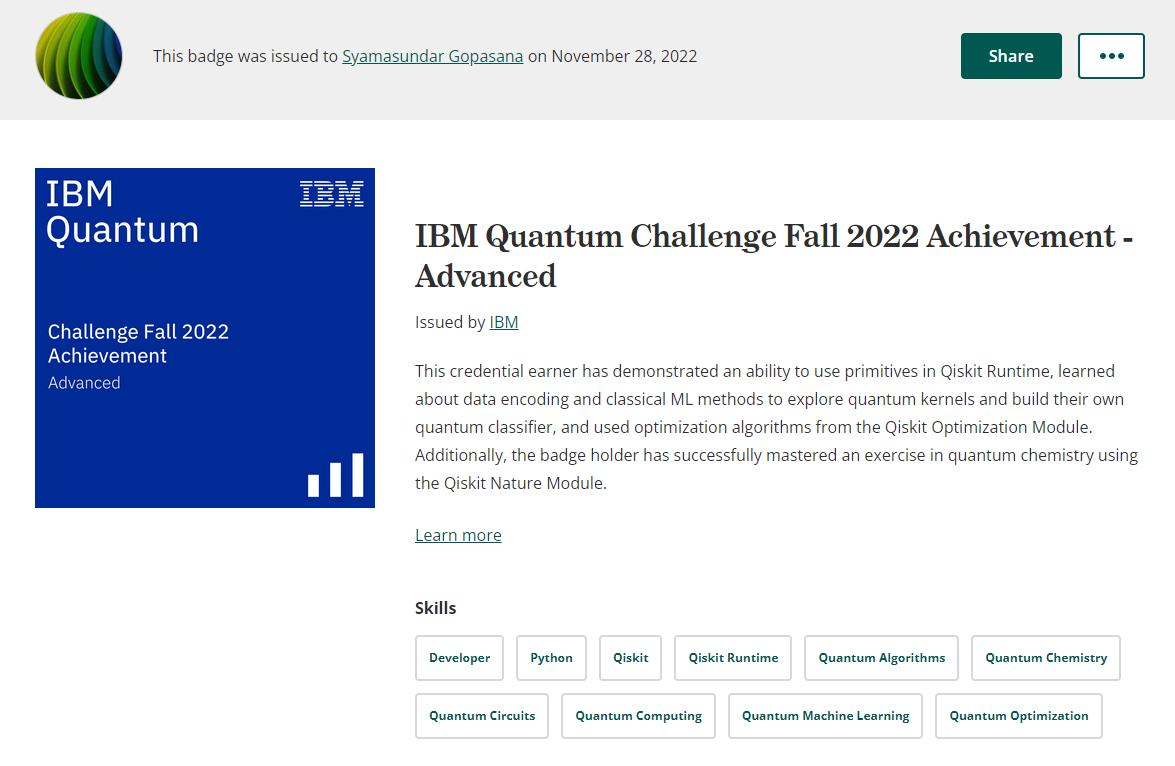 This badge was issued to Syamasundar Gopasana on November 28, 2022
Share
IBM
Quantum
IBM
Challenge Fall 2022
Achievement
Advanced
IBM Quantum Challenge Fall 2022 Achievement -
Advanced
Issued by IBM
This credential earner has demonstrated an ability to use primitives in Qiskit Runtime, learned
about data encoding and classical ML methods to explore quantum kernels and build their own
quantum classifier, and used optimization algorithms from the Qiskit Optimization Module.
Additionally, the badge holder has successfully mastered an exercise in quantum chemistry using
the Qiskit Nature Module.
Learn more
Skills
Developer
Python
Qiskit
Qiskit Runtime
Quantum Algorithms
Quantum Chemistry
Quantum Circuits
Quantum Computing
Quantum Machine Learning
Quantum Optimization